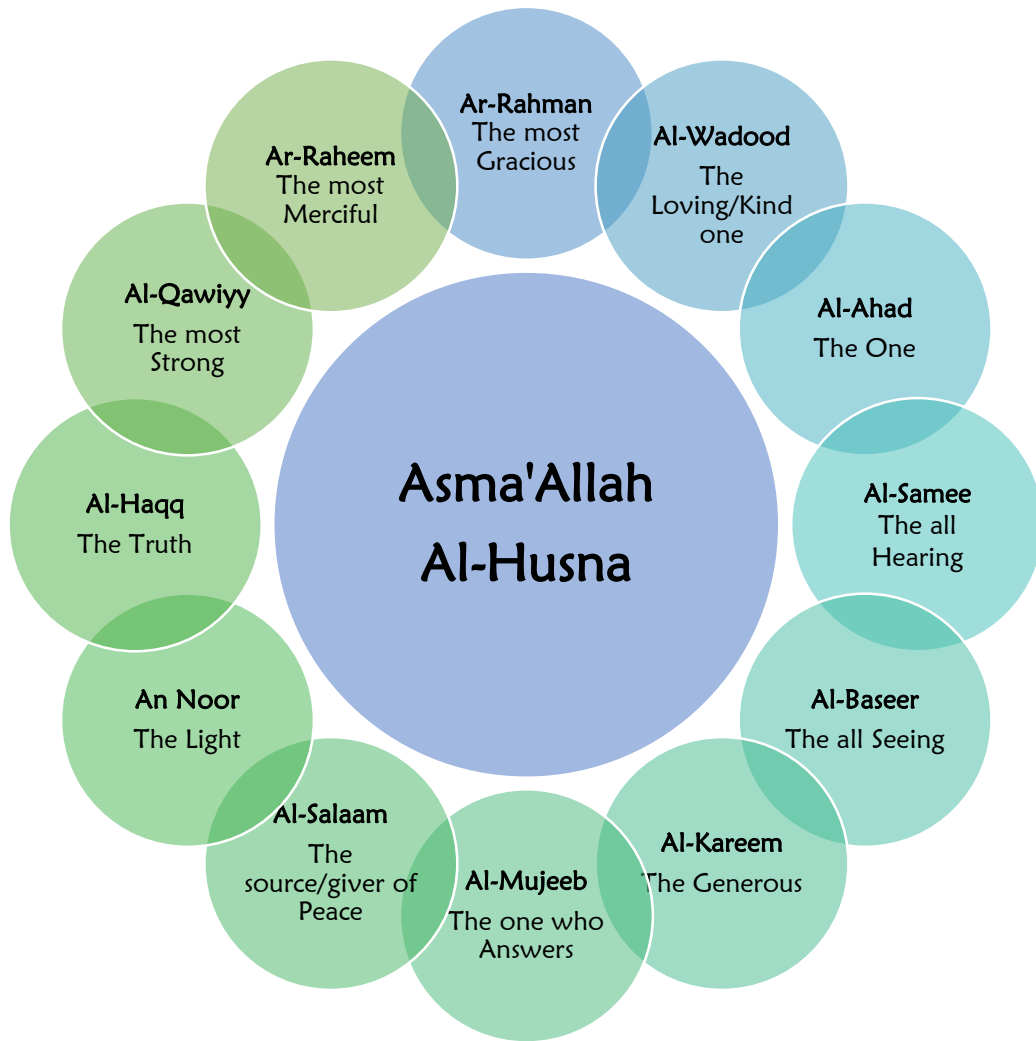 Ar-Rahman
The most
Gracious
Al-Wadood
The
Loving/Kind
one
Al-Ahad
The One
Al-Samee
The all
Hearing
Al-Baseer
The all Seeing
Al-Kareem
The Generous
Al-Mujeeb
The one who
Answers
Al-Salaam
The
source/giver of
Peace
An Noor
The Light
Al-Haqq
The Truth
Al-Qawiyy
The most
Strong
Ar-Raheem
The most
Merciful
Asma'Allah
Al-Husna